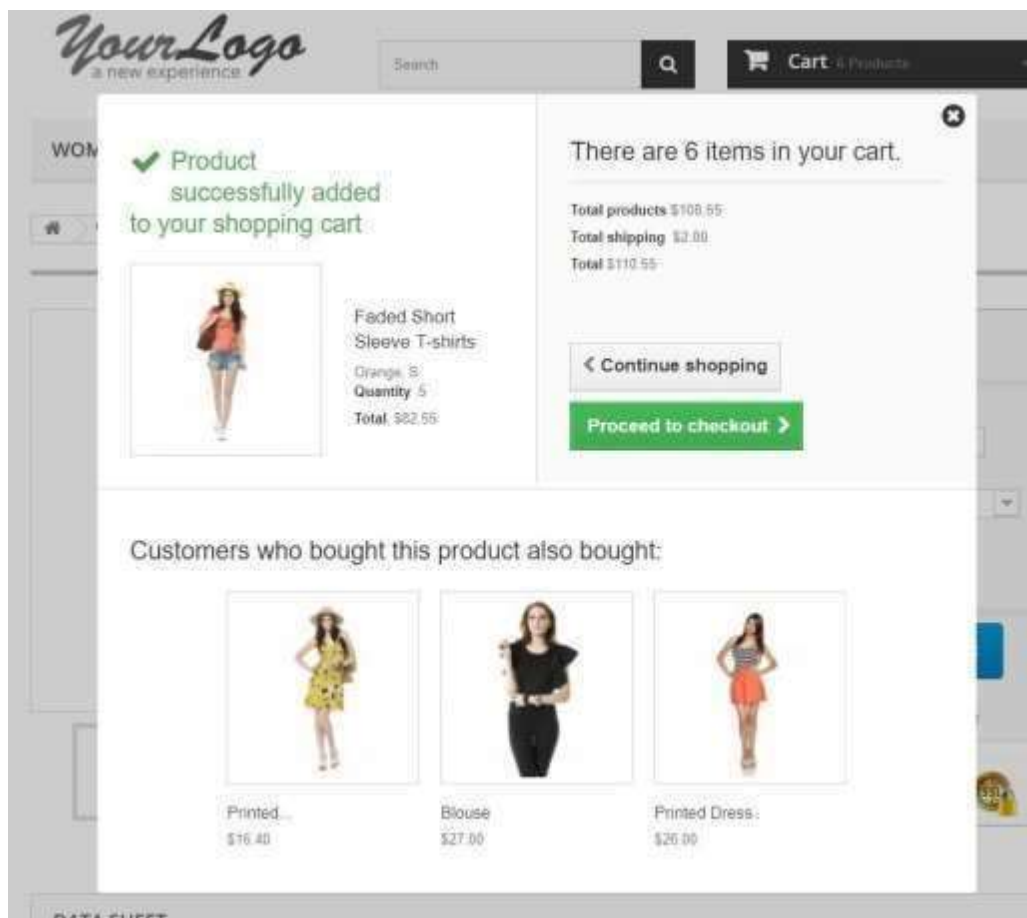 YourLogo
a new experience
Search
Cart 6 Products
WOM
Product
successfully added
to your shopping cart
Faded Short
Sleeve T-shirts
Orange, S
Quantity 5
Total $82.55
There are 6 items in your cart.
Total products $108.55
Total shipping $2.00
Total $110.55
Continue shopping
Proceed to checkout
Customers who bought this product also bought:
Printed...
$16.40
Blouse
$27.00
Printed Dress
$26.00
DATA SHEET